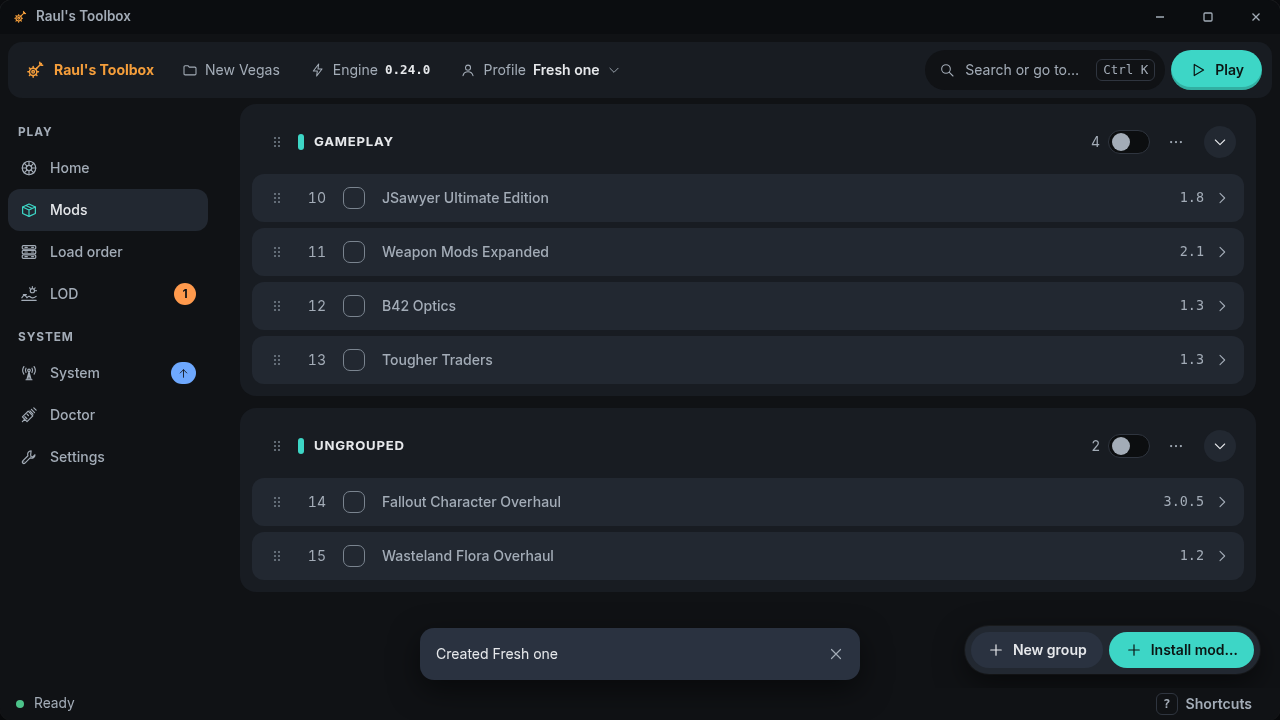 Raul's Toolbox
Raul's Toolbox
New Vegas
Engine 0.24.0
Profile Fresh one
Search or go to...
Ctrl K
Play
PLAY
Home
Mods
Load order
LOD
1
SYSTEM
System
Doctor
Settings
GAMEPLAY
4
10 JSawyer Ultimate Edition 1.8
11 Weapon Mods Expanded 2.1
12 B42 Optics 1.3
13 Tougher Traders 1.3
UNGROUPED
2
14 Fallout Character Overhaul 3.0.5
15 Wasteland Flora Overhaul 1.2
Created Fresh one
New group
Install mod...
Ready
? Shortcuts